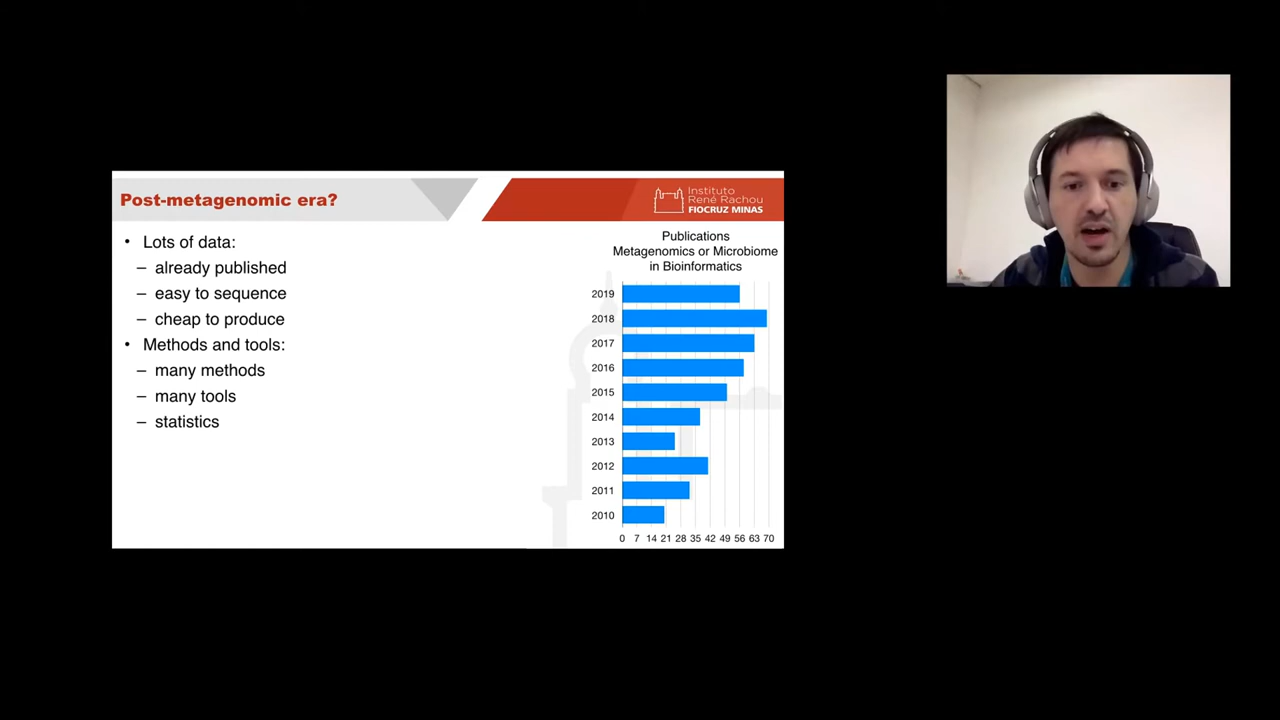 Post-metagenomic era?
Instituto
René Rachou
FIOCRUZ MINAS
• Lots of data:
– already published
– easy to sequence
– cheap to produce
• Methods and tools:
– many methods
– many tools
– statistics
Publications
Metagenomics or Microbiome
in Bioinformatics
2019
2018
2017
2016
2015
2014
2013
2012
2011
2010
0 7 14 21 28 35 42 49 56 63 70